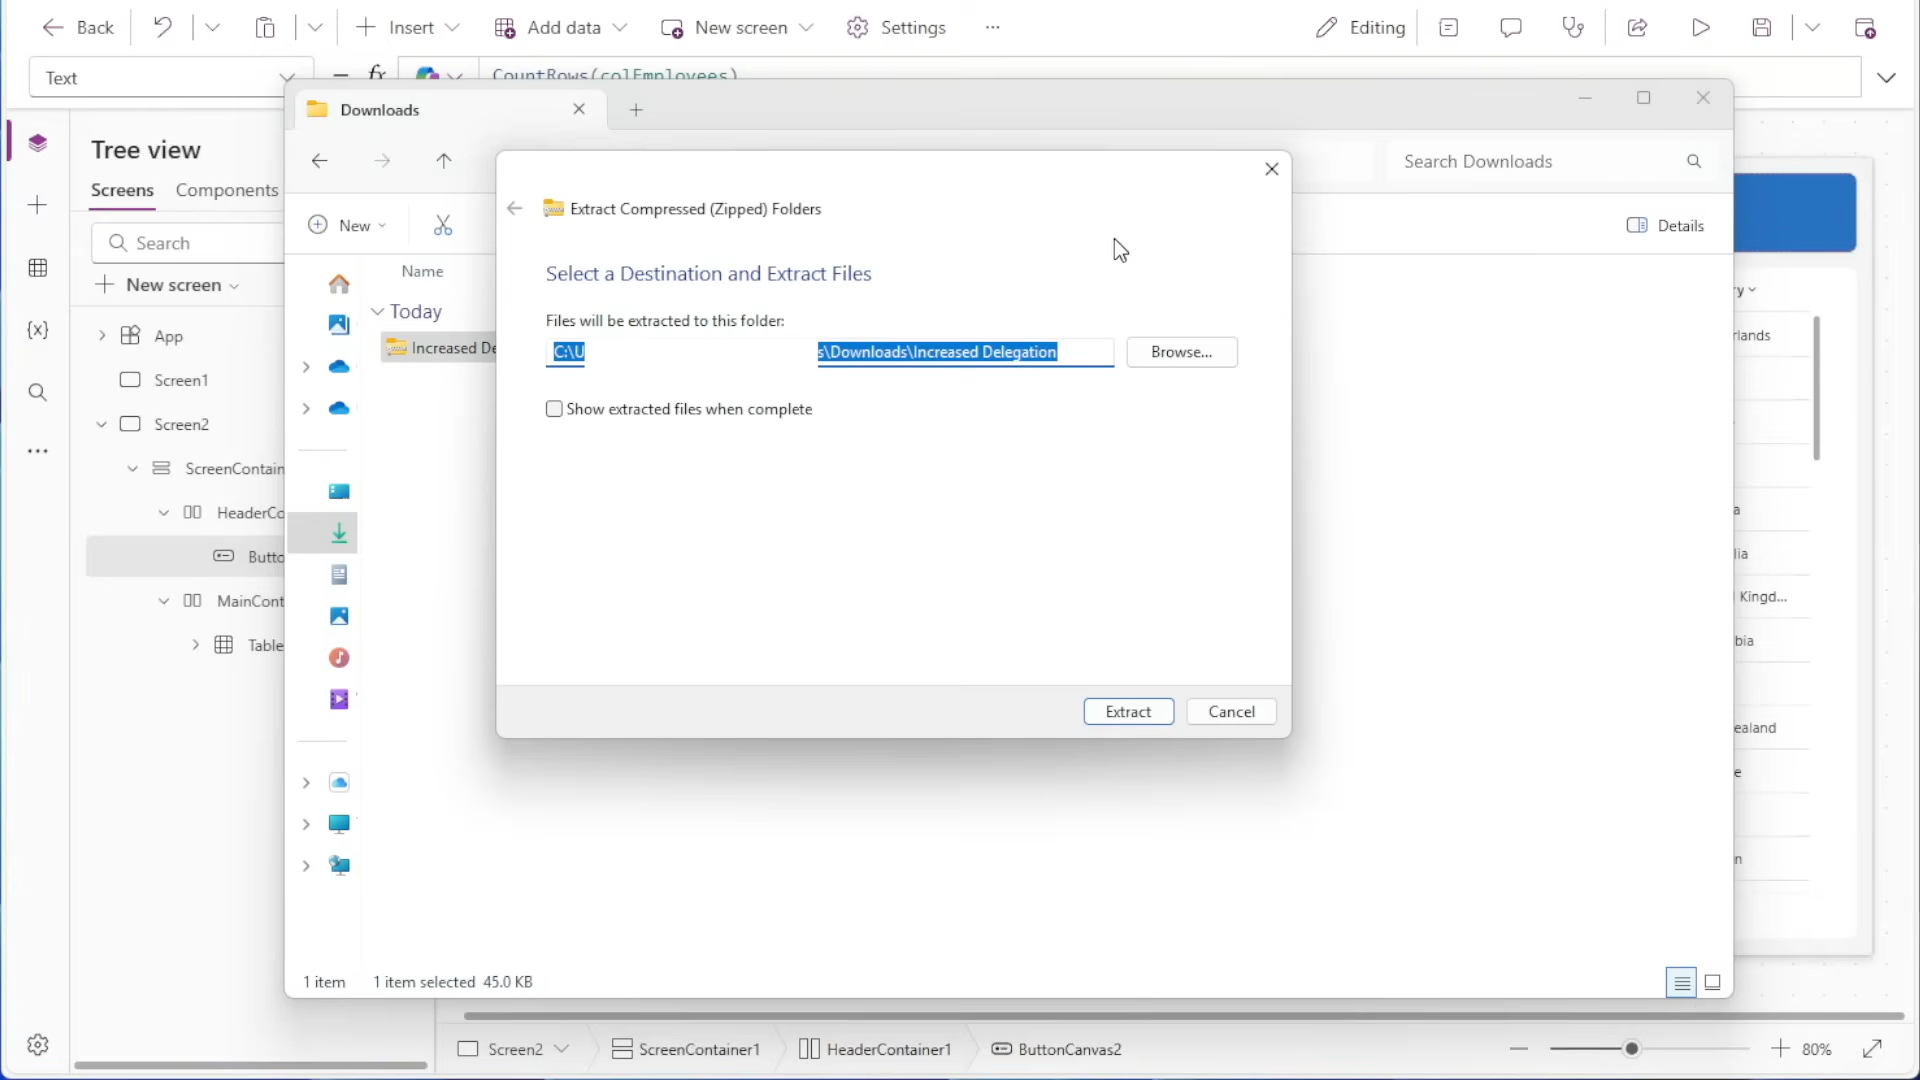 Back
Insert
Add data
New screen
Settings
Editing
Text
fx
CountRows(colEmployees)
Tree view
Screens
Components
Search
New screen
App
Screen1
Screen2
ScreenContain
HeaderCo
Butto
MainCont
Table
Downloads
Search Downloads
New
Details
Name
Today
Increased De
Extract Compressed (Zipped) Folders
Select a Destination and Extract Files
Files will be extracted to this folder:
C:\U s\Downloads\Increased Delegation
Browse...
Show extracted files when complete
Extract
Cancel
1 item
1 item selected 45.0 KB
ry
rlands
a
lia
Kingd...
bia
ealand
e
n
Screen2
ScreenContainer1
HeaderContainer1
ButtonCanvas2
80%